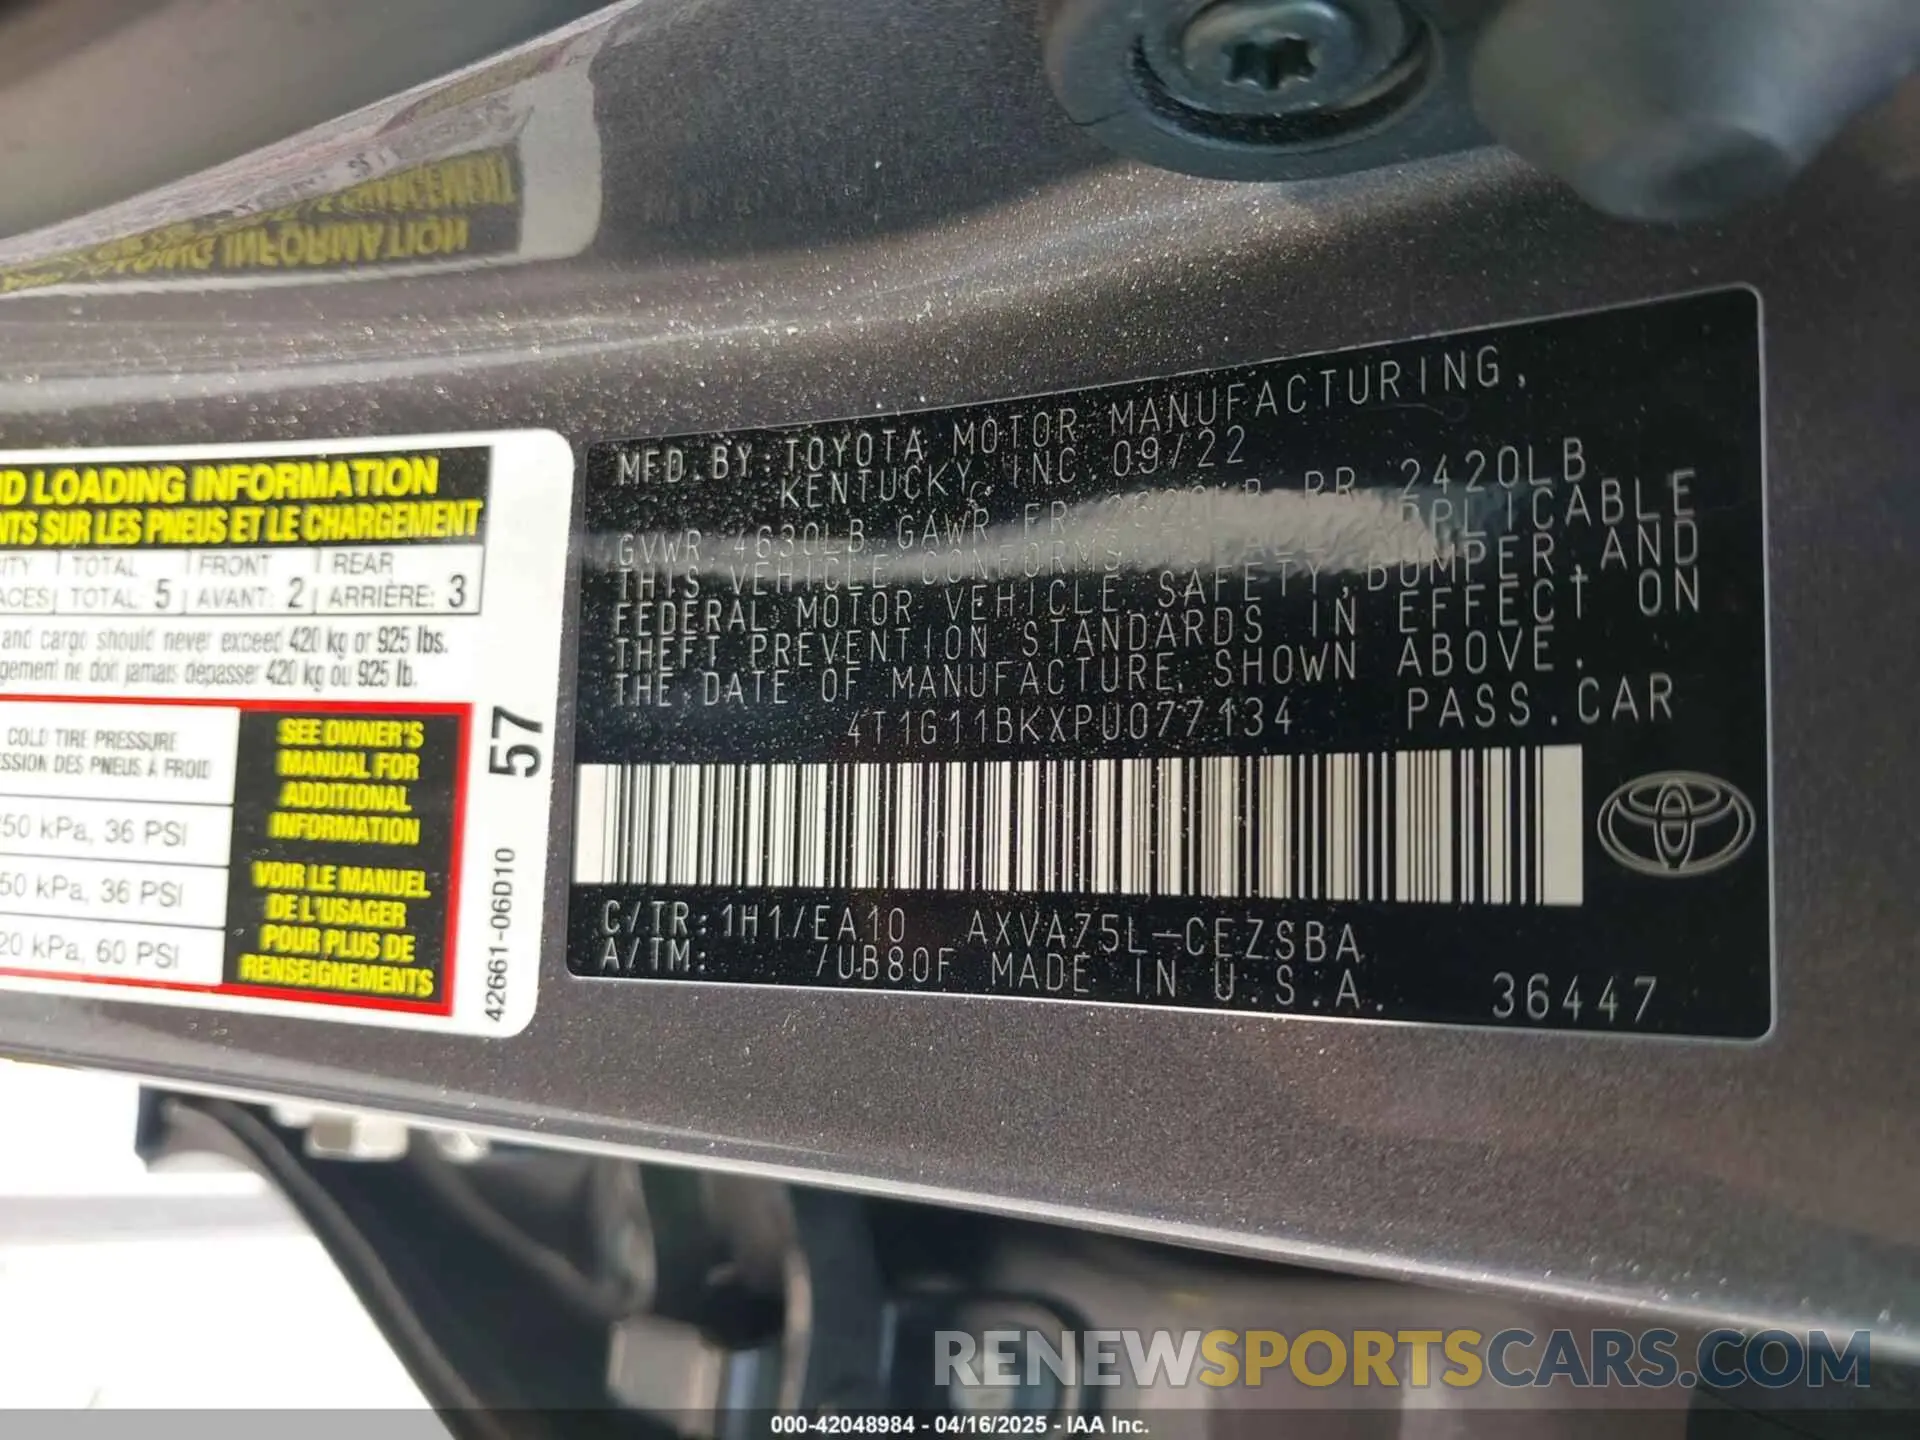 D LOADING INFORMATION
NTS SUR LES PNEUS ET LE CHARGEMENT
TOTAL FRONT REAR
ACES TOTAL: 5 AVANT: 2 ARRIÈRE: 3
and cargo should never exceed 420 kg or 925 lbs.
gement ne doit jamais dépasser 420 kg ou 925 lb.
COLD TIRE PRESSURE
SSION DES PNEUS À FROID
50 kPa, 36 PSI
50 kPa, 36 PSI
20 kPa, 60 PSI
SEE OWNER'S
MANUAL FOR
ADDITIONAL
INFORMATION
VOIR LE MANUEL
DE L'USAGER
POUR PLUS DE
RENSEIGNEMENTS
57
42661-06D10
MFD. BY: TOYOTA MOTOR MANUFACTURING,
KENTUCKY, INC. 09/22
GVWR 4630LB GAWR FR RR 2420LB
THIS VEHICLE CONFORMS TO ALL APPLICABLE
FEDERAL MOTOR VEHICLE SAFETY, BUMPER, AND
THEFT PREVENTION STANDARDS IN EFFECT ON
THE DATE OF MANUFACTURE SHOWN ABOVE.
4T1G11BKXPU077134 PASS. CAR
C/TR: 1H1/EA10 AXVA75L-CEZSBA
A/TM: /UB80F MADE IN U.S.A.
36447
RENEWSPORTSCARS.COM
000-42048984 - 04/16/2025 - IAA Inc.